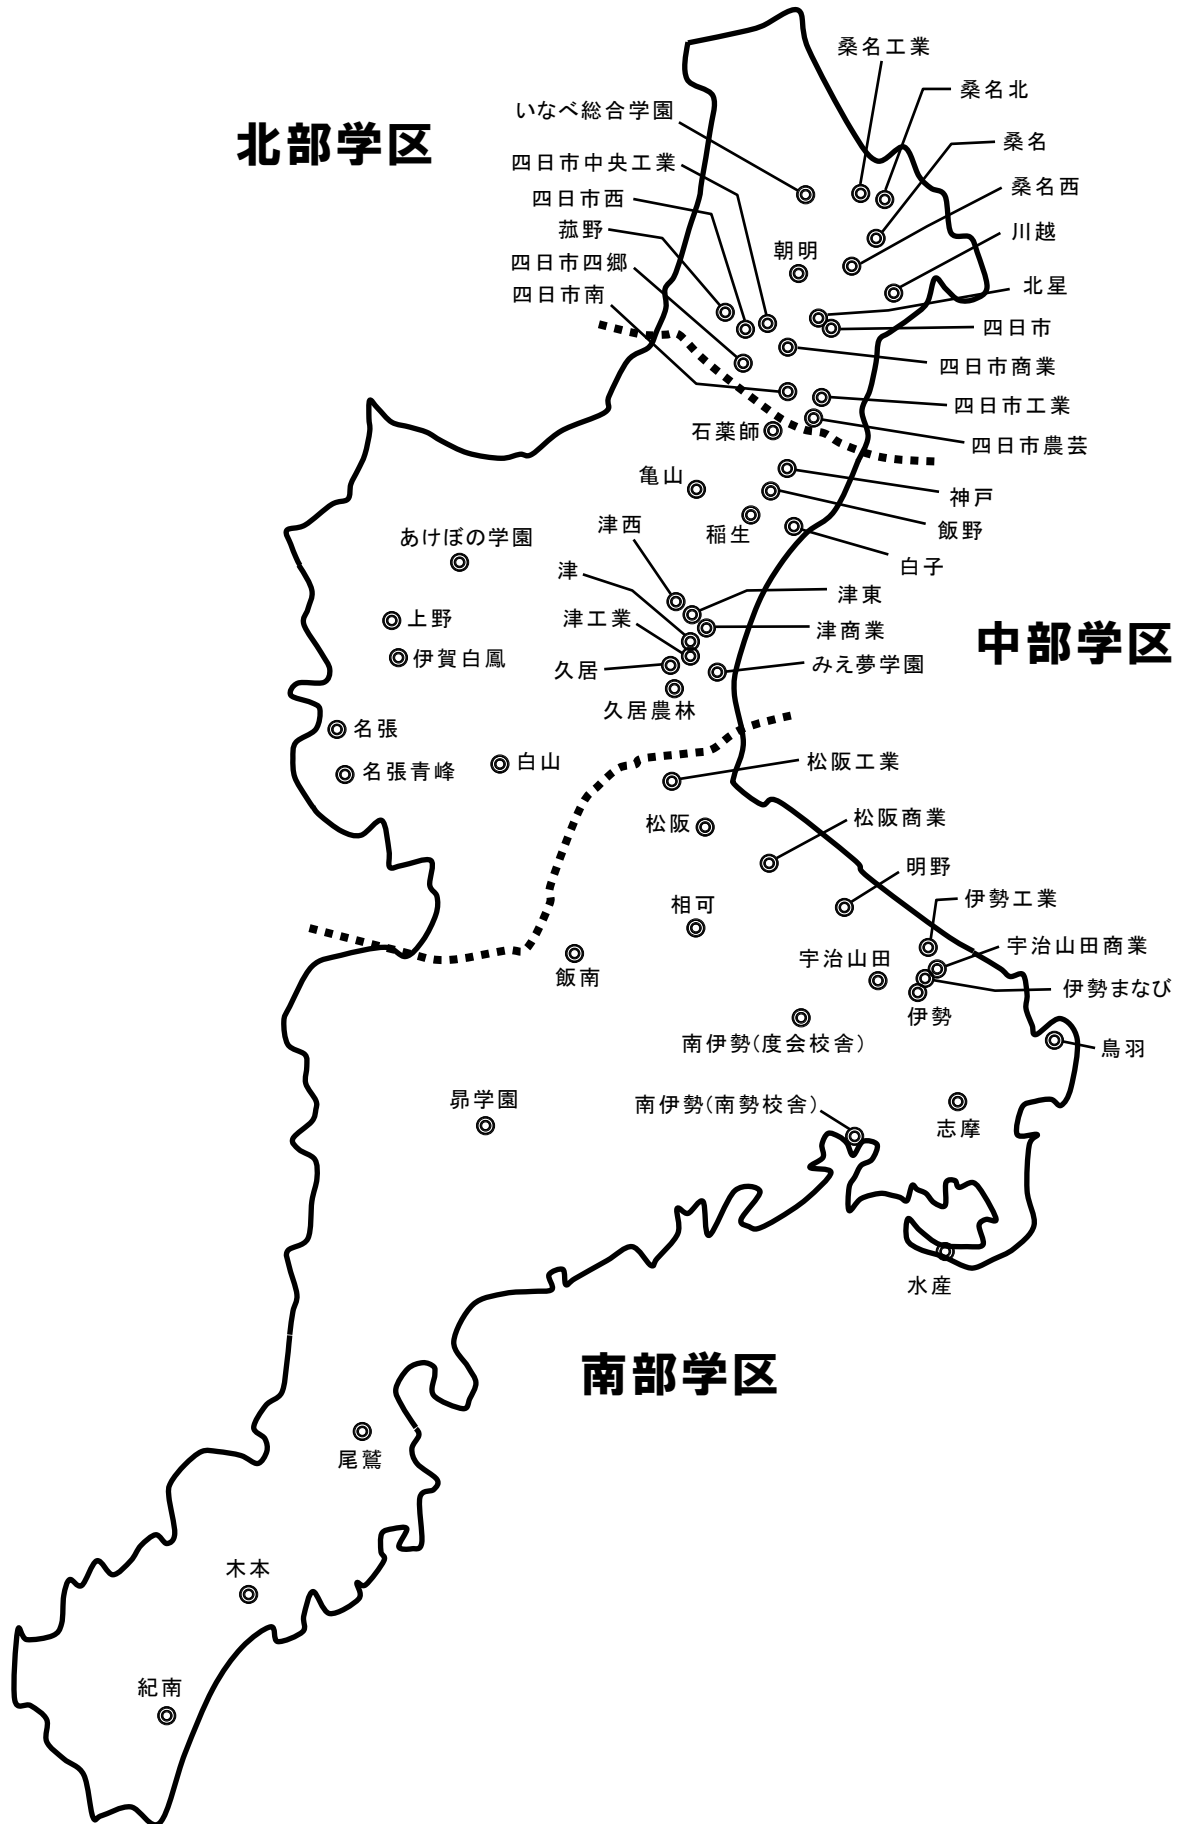 桑名工業
桑名北
いなべ総合学園
北部学区
桑名
四日市中央工業
桑名西
四日市西
菰野
川越
朝明
四日市四郷
北星
四日市南
四日市
四日市商業
四日市工業
石薬師
四日市農芸
亀山
神戸
津西
飯野
稲生
あけぼの学園
白子
津
津東
上野
津工業
津商業
中部学区
伊賀白鳳
久居
みえ夢学園
久居農林
名張
白山
松阪工業
名張青峰
松阪
松阪商業
明野
伊勢工業
相可
宇治山田商業
宇治山田
飯南
伊勢まなび
伊勢
南伊勢(度会校舎)
鳥羽
昴学園
南伊勢(南勢校舎)
志摩
水産
南部学区
尾鷲
木本
紀南